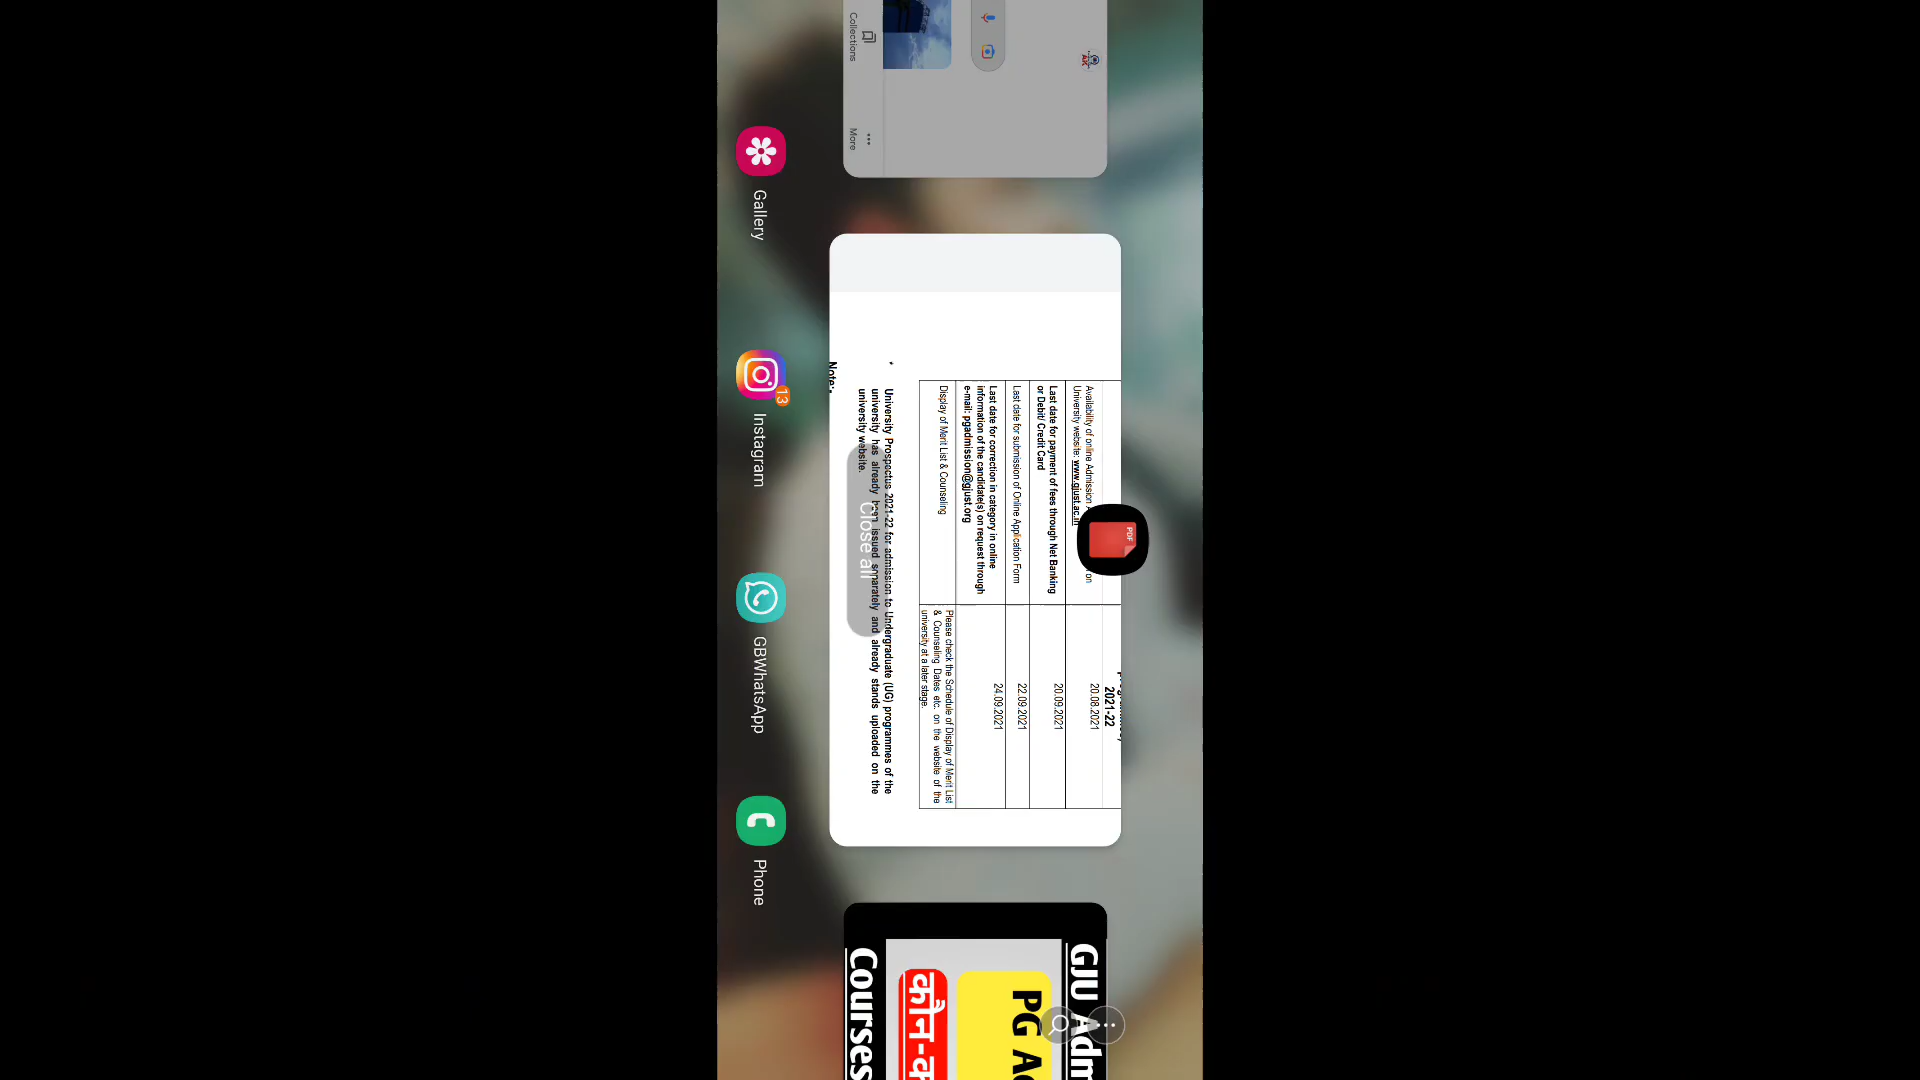 Collections
More
Availability of online Admission
University website: www.gjust.ac.in
on
20.08.2021
2021-22
Last date for payment of fees through Net Banking
or Debit/ Credit Card
20.09.2021
Last date for submission of Online Application Form
22.09.2021
Last date for correction in category in online
information of the candidate(s) on request through
e-mail: pgadmission@gjust.org
24.09.2021
Display of Merit List & Counseling
Please check the Schedule of Display of Merit List
& Counseling Dates etc. on the website of the
university at a later stage.
* University Prospectus 2021-22 for admission to Undergraduate (UG) programmes of the
university has already been issued separately and already stands uploaded on the
university website.
Note:-
PDF
Close all
GJU Adm
PG Ad
कौन-क
Courses
Gallery
Instagram
13
GBWhatsApp
Phone